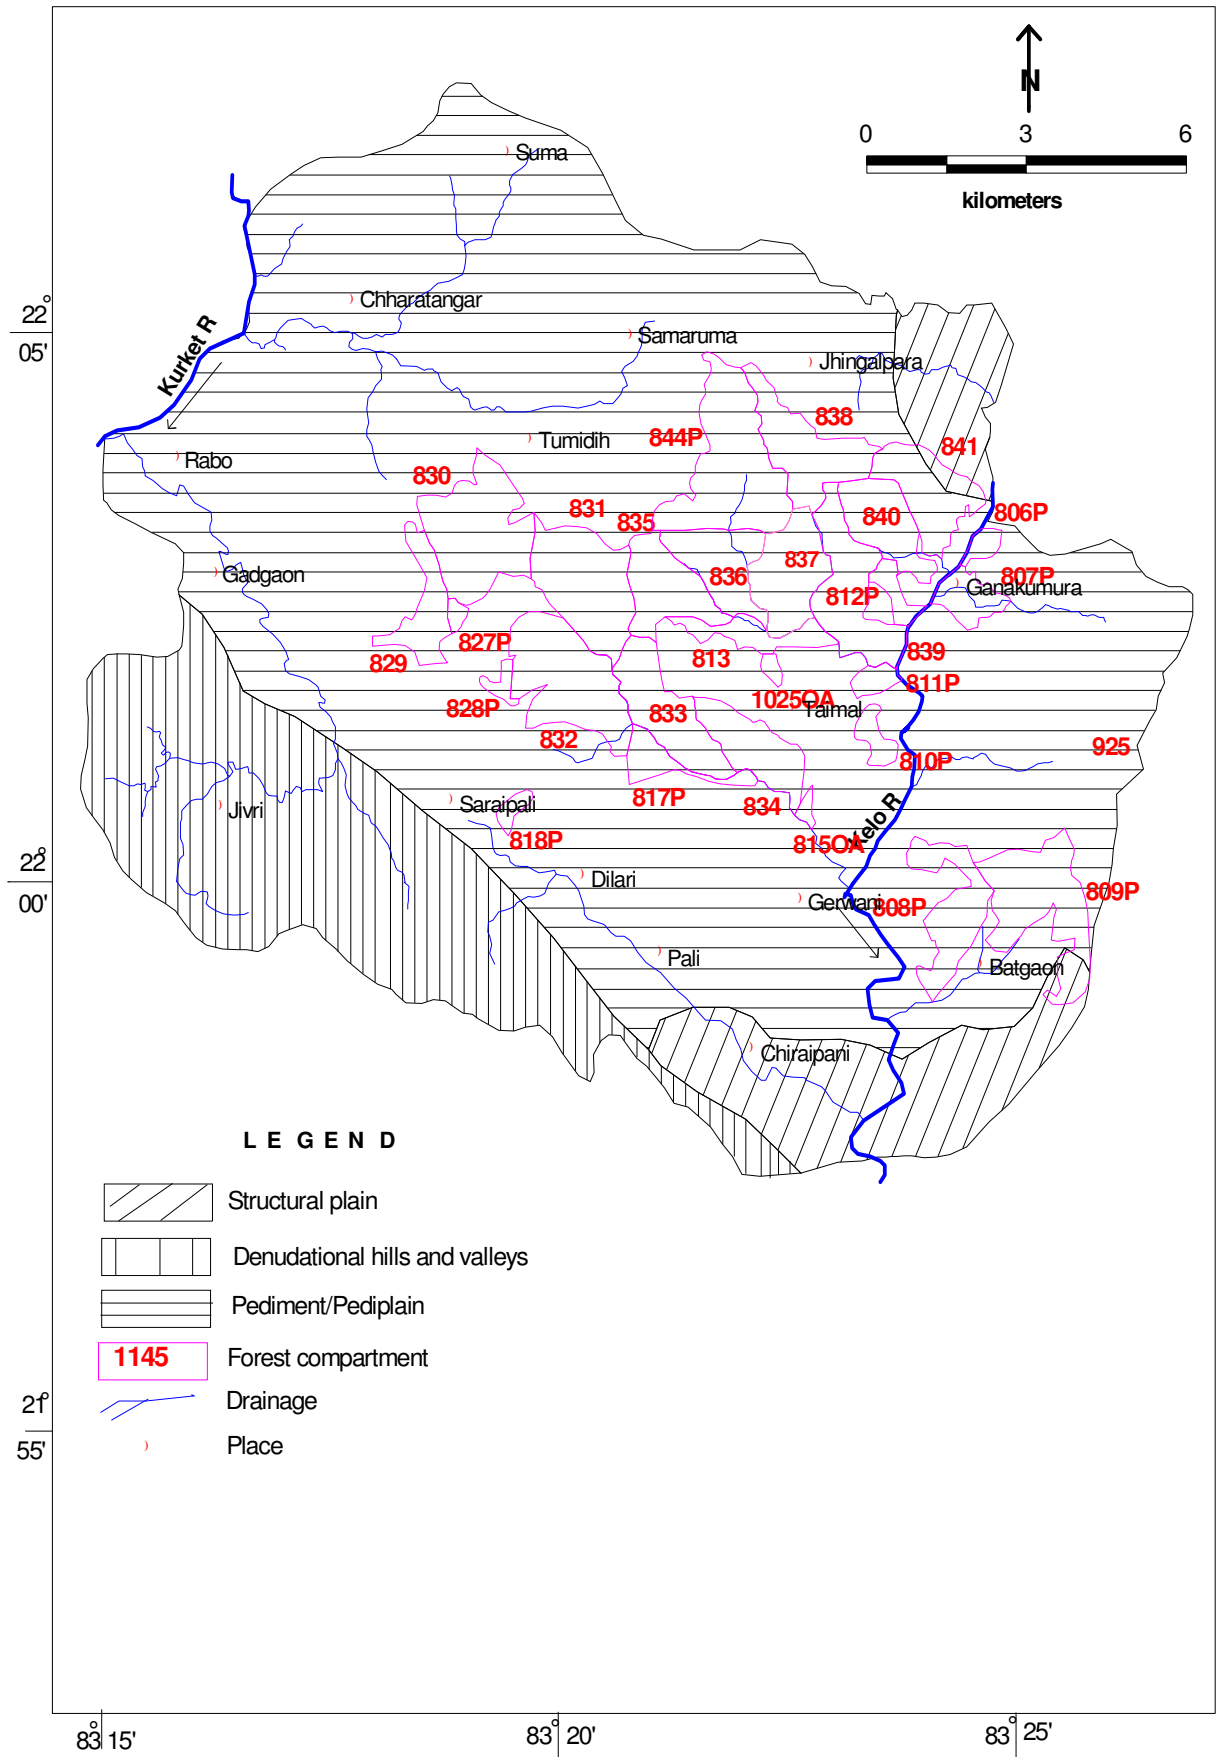 N
0 3 6
kilometers
Suma
Chharatangar
22°
05'
Kurket R
Samaruma
Jhingalpara
838
844P
Tumidih
841
Rabo
830
831
835
840
806P
837
836
Gadgaon
807P
Ganakumura
812P
827P
829
813
839
811P
1025OA
Taimal
828P
833
832
925
810P
817P
834
Saraipali
Jivri
Kelo R
818P
815OA
22°
00'
Dilari
809P
Gerwani
808P
Pali
Batgaon
Chiraipani
LEGEND
Structural plain
Denudational hills and valleys
Pediment/Pediplain
1145 Forest compartment
Drainage
Place
21°
55'
83° 15' 83° 20' 83° 25'